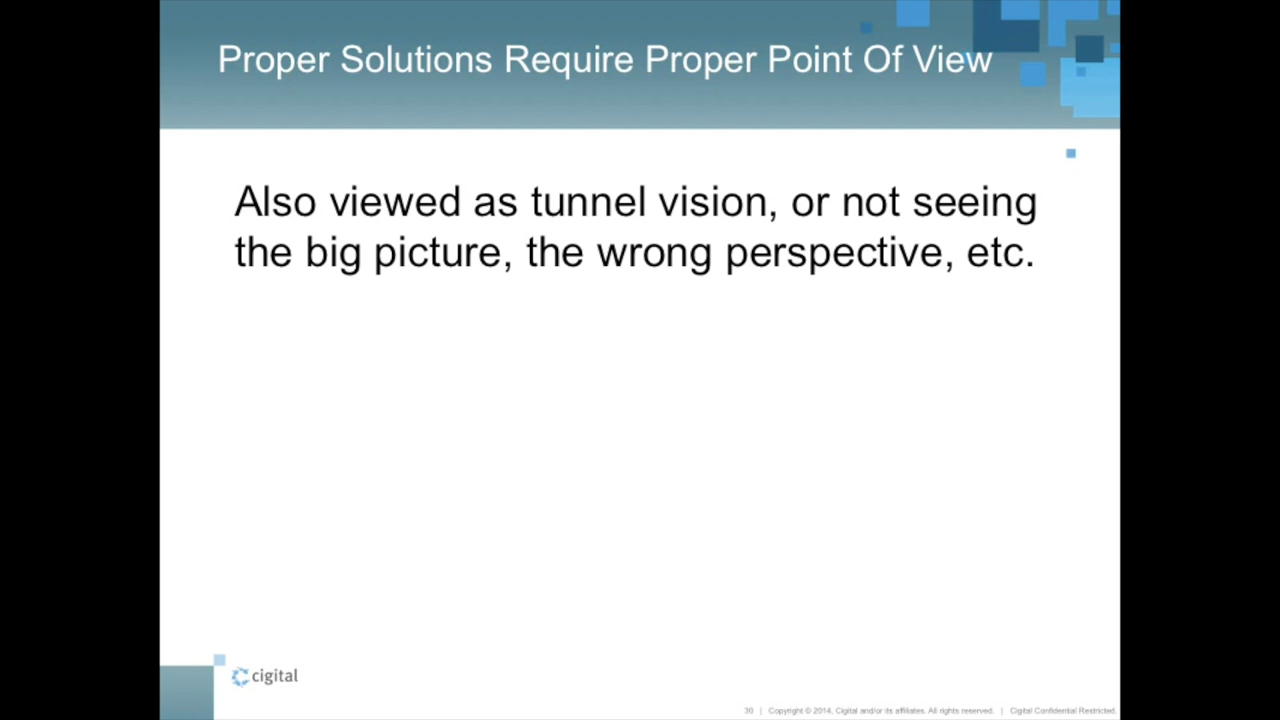 Proper Solutions Require Proper Point Of View
Also viewed as tunnel vision, or not seeing
the big picture, the wrong perspective, etc.
cigital
30 | Copyright © 2014, Cigital and/or its affiliates. All rights reserved. | Cigital Confidential Restricted.